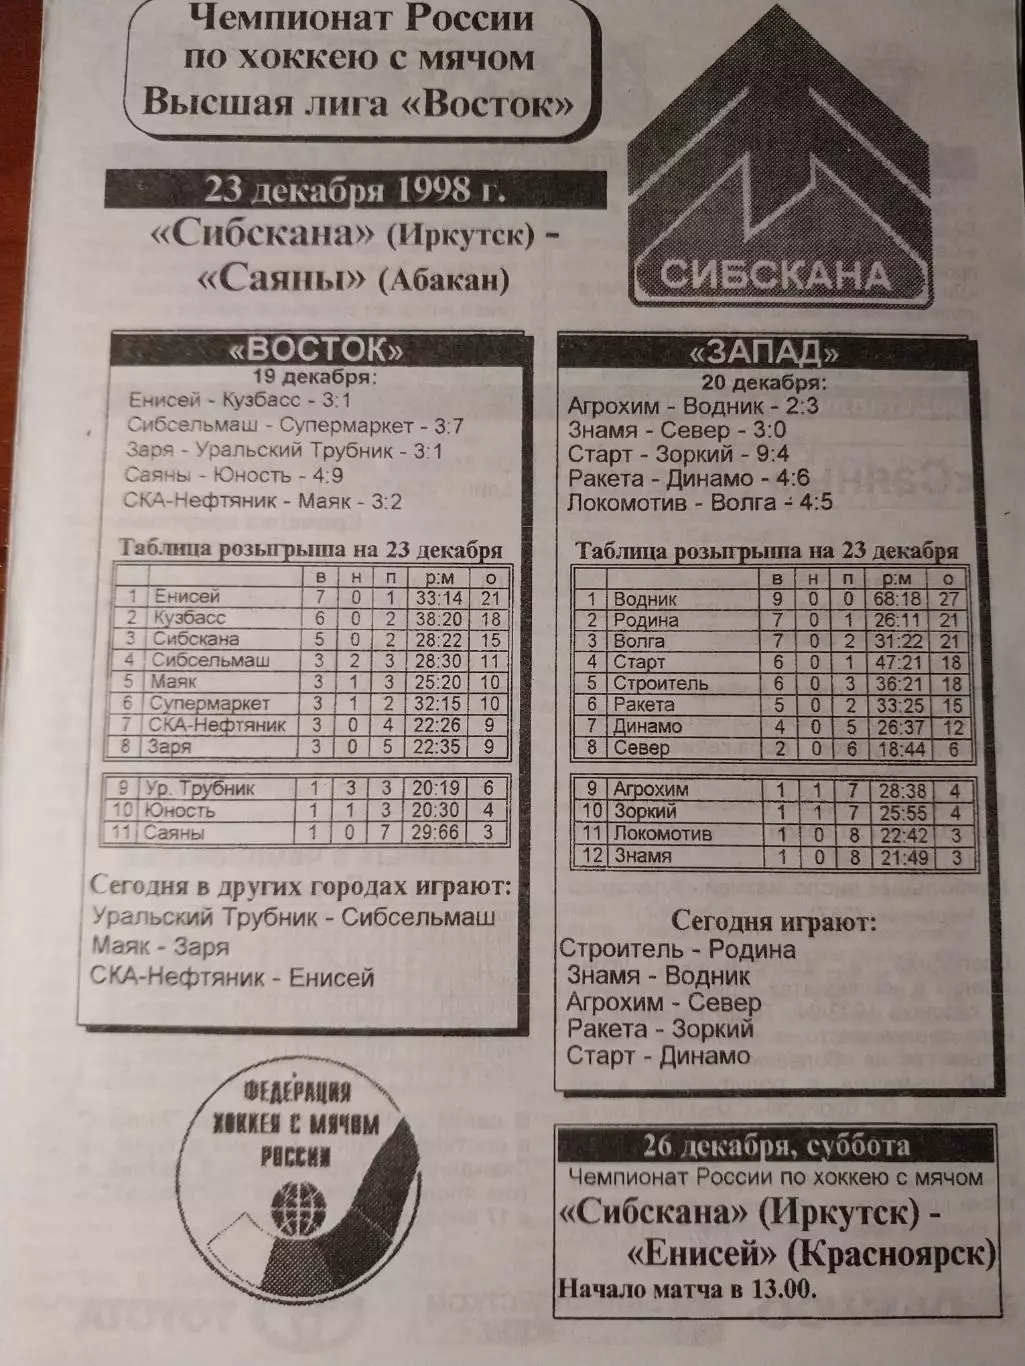 Чемпионат России
по хоккею с мячом
Высшая лига «Восток»
23 декабря 1998 г.
«Сибскана» (Иркутск) -
«Саяны» (Абакан)
СИБСКАНА
«ВОСТОК»
19 декабря:
Енисей - Кузбасс - 3:1
Сибсельмаш - Супермаркет - 3:7
Заря - Уральский Трубник - 3:1
Саяны - Юность - 4:9
СКА-Нефтяник - Маяк - 3:2
Таблица розыгрыша на 23 декабря
в н п р:м о
1 Енисей 7 0 1 33:14 21
2 Кузбасс 6 0 2 38:20 18
3 Сибскана 5 0 2 28:22 15
4 Сибсельмаш 3 2 3 28:30 11
5 Маяк 3 1 3 25:20 10
6 Супермаркет 3 1 2 32:15 10
7 СКА-Нефтяник 3 0 4 22:26 9
8 Заря 3 0 5 22:35 9
9 Ур. Трубник 1 3 3 20:19 6
10 Юность 1 1 3 20:30 4
11 Саяны 1 0 7 29:66 3
Сегодня в других городах играют:
Уральский Трубник - Сибсельмаш
Маяк - Заря
СКА-Нефтяник - Енисей
«ЗАПАД»
20 декабря:
Агрохим - Водник - 2:3
Знамя - Север - 3:0
Старт - Зоркий - 9:4
Ракета - Динамо - 4:6
Локомотив - Волга - 4:5
Таблица розыгрыша на 23 декабря
в н п р:м о
1 Водник 9 0 0 68:18 27
2 Родина 7 0 1 26:11 21
3 Волга 7 0 2 31:22 21
4 Старт 6 0 1 47:21 18
5 Строитель 6 0 3 36:21 18
6 Ракета 5 0 2 33:25 15
7 Динамо 4 0 5 26:37 12
8 Север 2 0 6 18:44 6
9 Агрохим 1 1 7 28:38 4
10 Зоркий 1 1 7 25:55 4
11 Локомотив 1 0 8 22:42 3
12 Знамя 1 0 8 21:49 3
Сегодня играют:
Строитель - Родина
Знамя - Водник
Агрохим - Север
Ракета - Зоркий
Старт - Динамо
ФЕДЕРАЦИЯ
ХОККЕЯ С МЯЧОМ
РОССИИ
26 декабря, суббота
Чемпионат России по хоккею с мячом
«Сибскана» (Иркутск) -
«Енисей» (Красноярск)
Начало матча в 13.00.